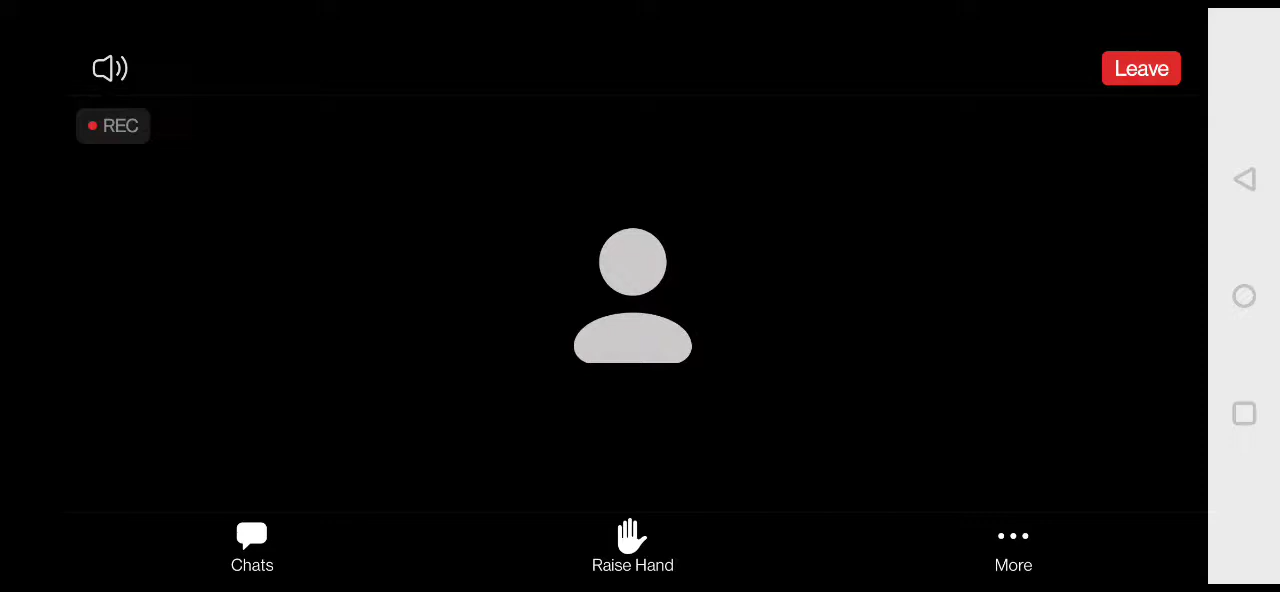 Leave
REC
Chats
Raise Hand
More